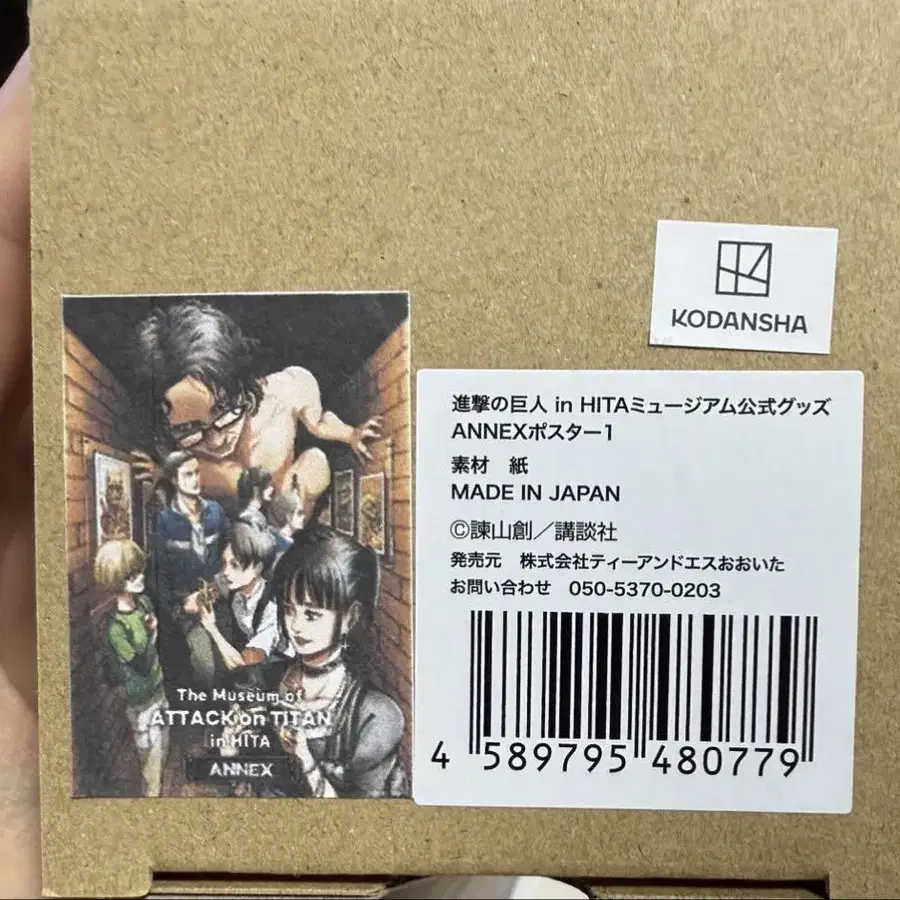 KODANSHA
進撃の巨人 in HITAミュージアム公式グッズ
ANNEXポスター1
素材 紙
MADE IN JAPAN
©諫山創/講談社
発売元 株式会社ティーアンドエスおおいた
お問い合わせ 050-5370-0203
4 589795 480779
The Museum of
ATTACK on TITAN
in HITA
ANNEX